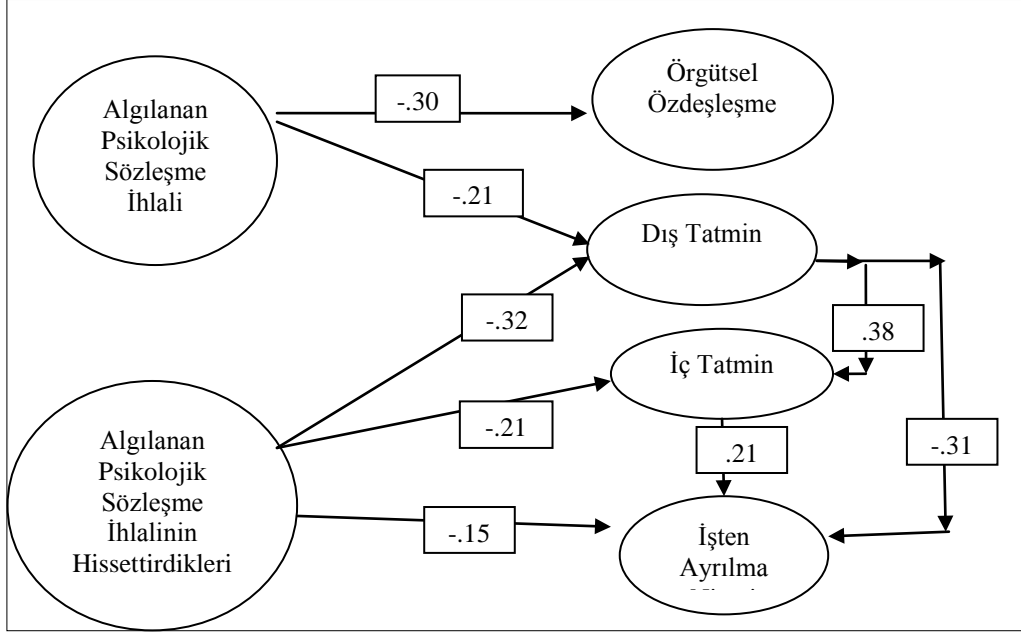 Algılanan
Psikolojik
Sözleşme
İhlali
-.30
Örgütsel
Özdeşleşme
-.21
Dış Tatmin
-.32
.38
İç Tatmin
-.21
.21
-.31
Algılanan
Psikolojik
Sözleşme
İhlalinin
Hissettirdikleri
-.15
İşten
Ayrılma